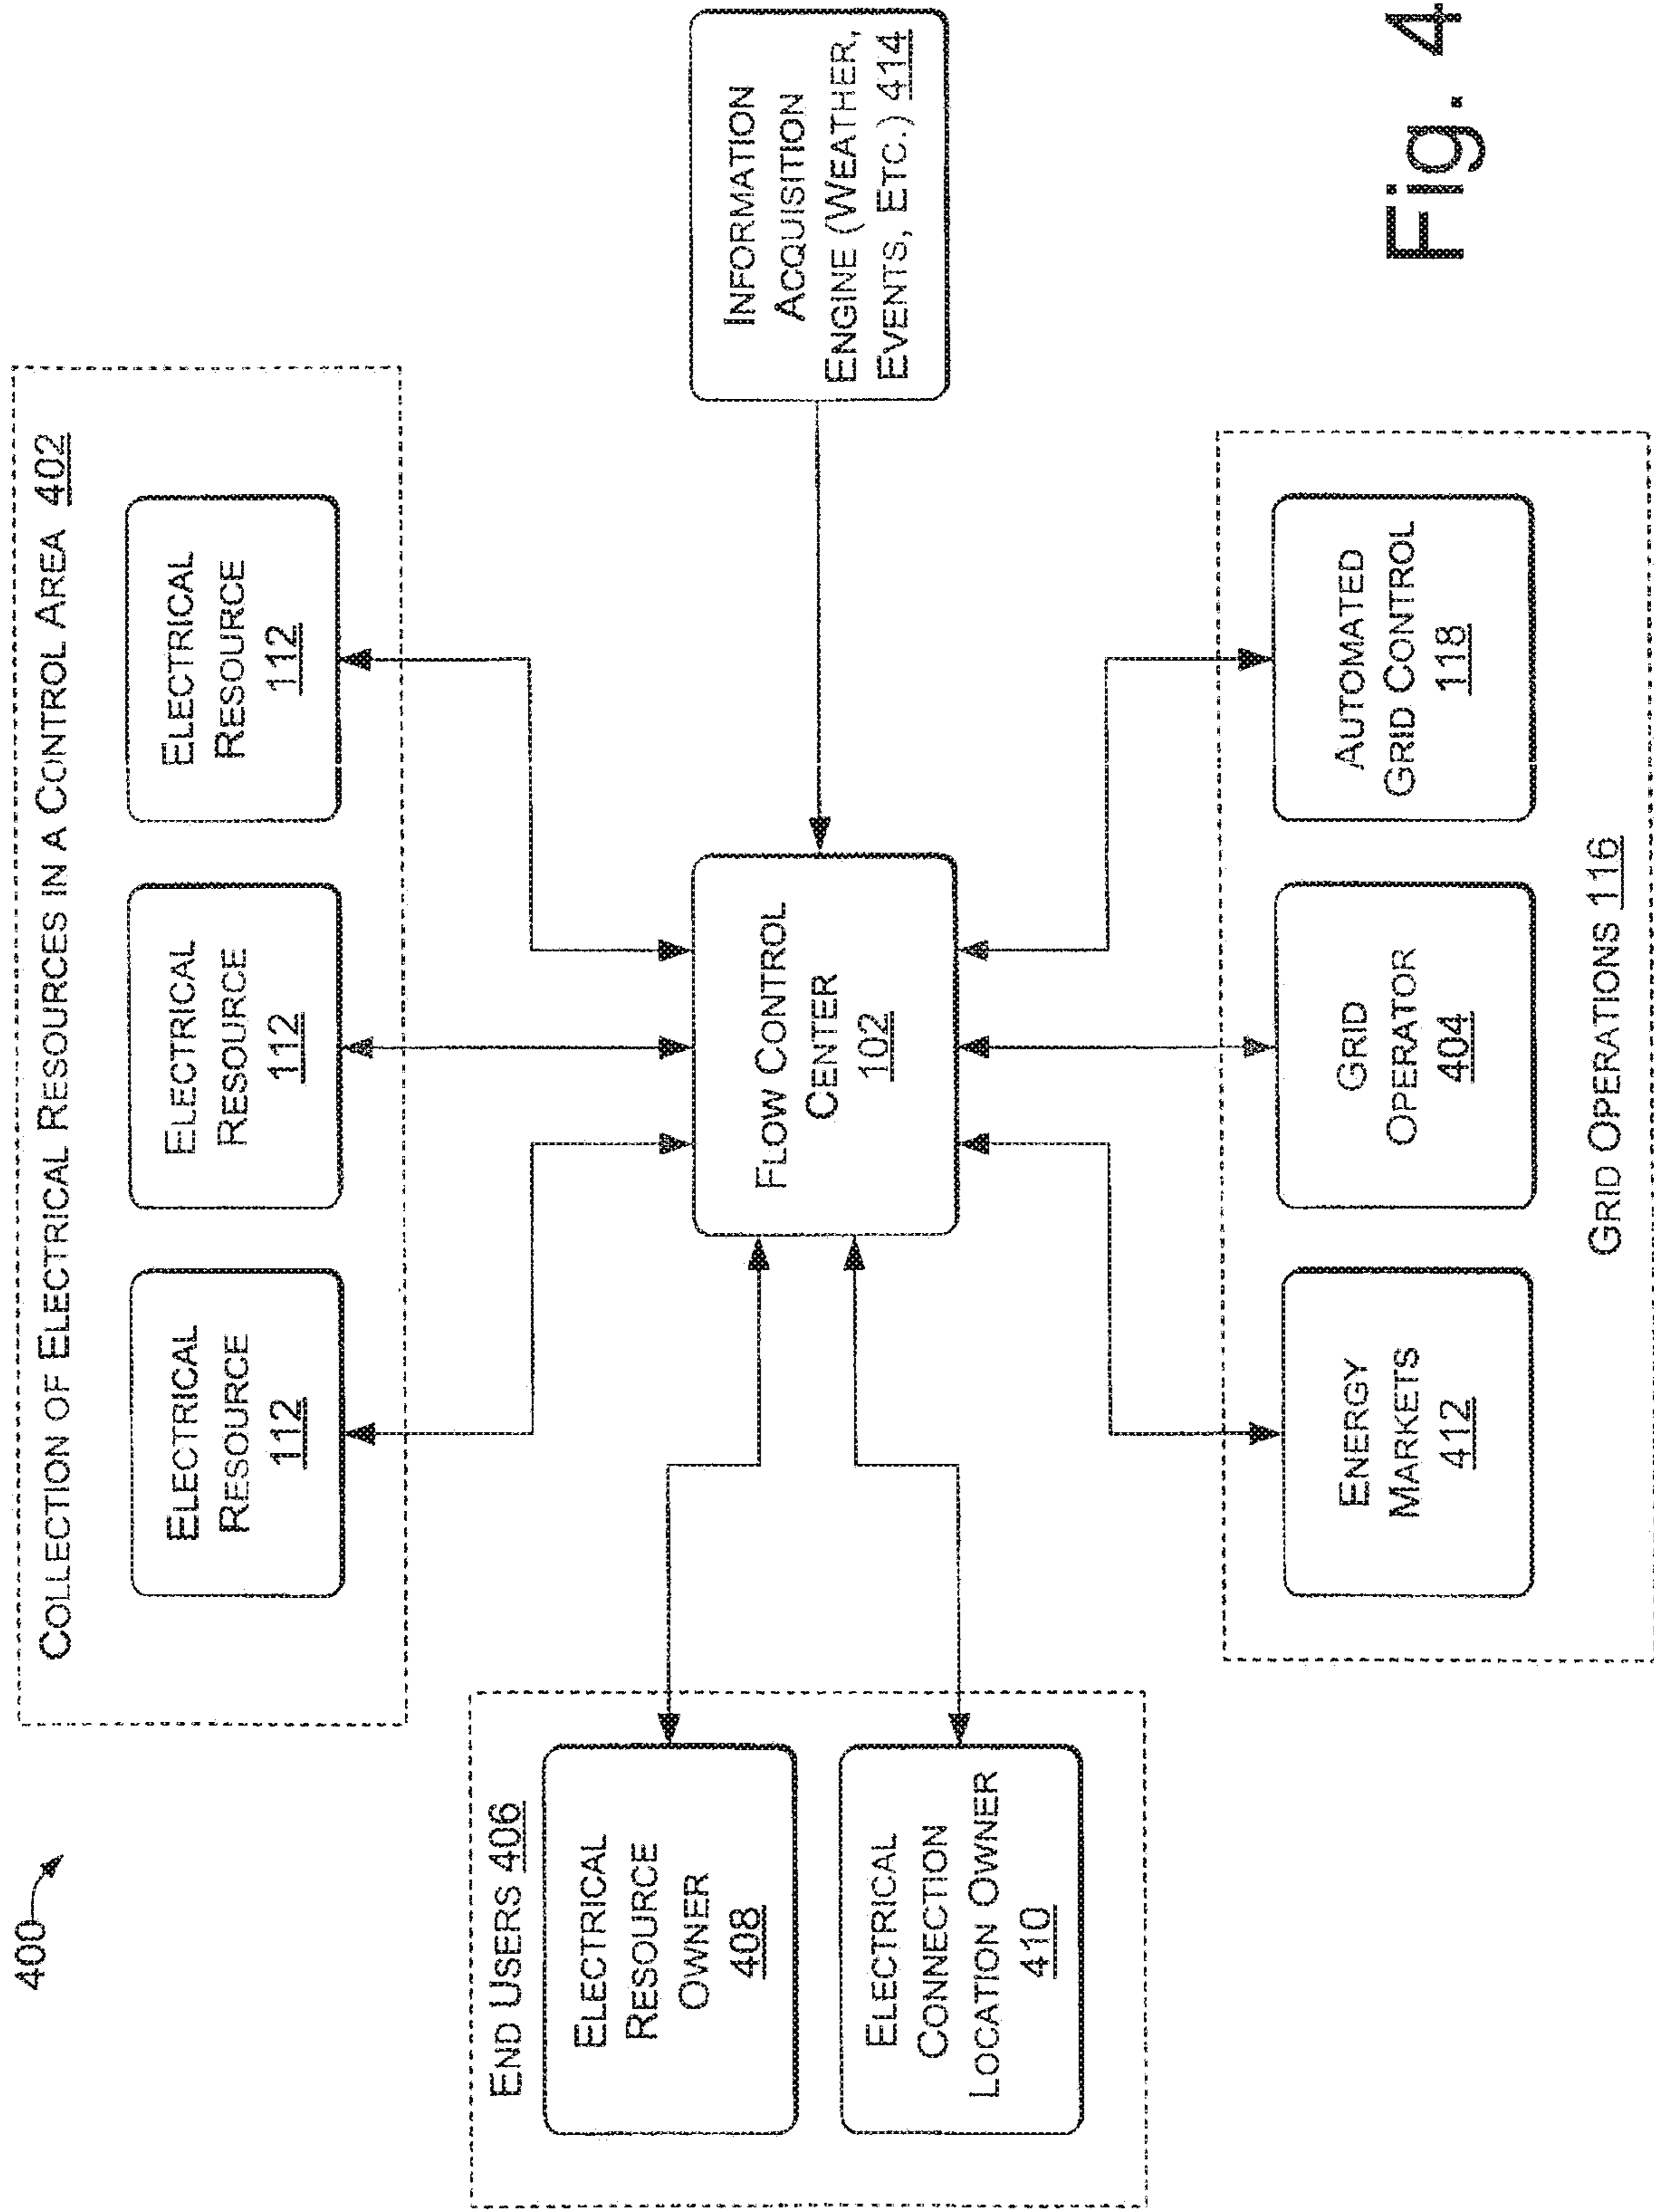 400
COLLECTION OF ELECTRICAL RESOURCES IN A CONTROL AREA 402
ELECTRICAL
RESOURCE
112
ELECTRICAL
RESOURCE
112
ELECTRICAL
RESOURCE
112
END USERS 406
ELECTRICAL
RESOURCE
OWNER
408
ELECTRICAL
CONNECTION
LOCATION OWNER
410
FLOW CONTROL
CENTER
102
INFORMATION
ACQUISITION
ENGINE (WEATHER,
EVENTS, ETC.) 414
ENERGY
MARKETS
412
GRID
OPERATOR
404
AUTOMATED
GRID CONTROL
118
GRID OPERATIONS 116
Fig. 4